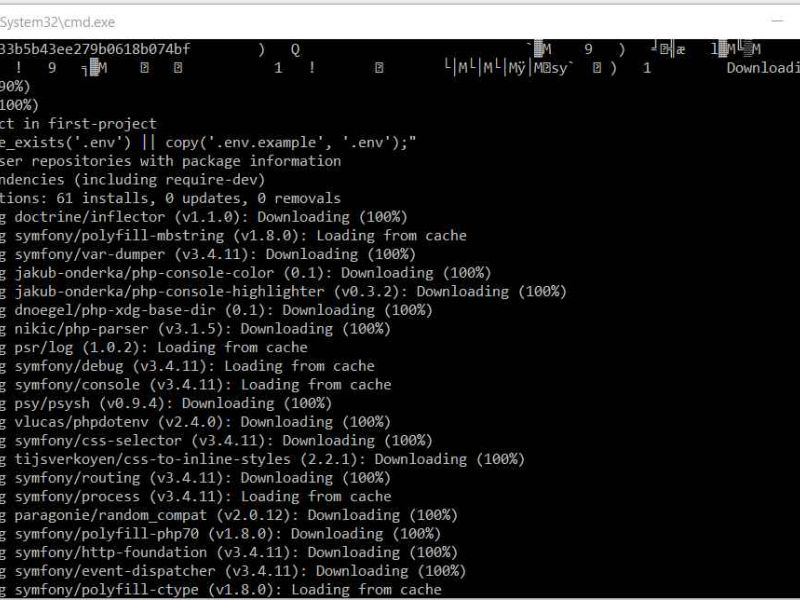 System32\cmd.exe
33b5b43ee279b0618b074bf ) Q M 9 ) æ l M M
! 9 M 1 ! └|M└|M└|Mÿ|M sy` ) 1 Downloadi
90%)
100%)
ct in first-project
e_exists('.env') || copy('.env.example', '.env');"
ser repositories with package information
ndencies (including require-dev)
tions: 61 installs, 0 updates, 0 removals
g doctrine/inflector (v1.1.0): Downloading (100%)
g symfony/polyfill-mbstring (v1.8.0): Loading from cache
g symfony/var-dumper (v3.4.11): Downloading (100%)
g jakub-onderka/php-console-color (0.1): Downloading (100%)
g jakub-onderka/php-console-highlighter (v0.3.2): Downloading (100%)
g dnoegel/php-xdg-base-dir (0.1): Downloading (100%)
g nikic/php-parser (v3.1.5): Downloading (100%)
g psr/log (1.0.2): Loading from cache
g symfony/debug (v3.4.11): Loading from cache
g symfony/console (v3.4.11): Loading from cache
g psy/psysh (v0.9.4): Downloading (100%)
g vlucas/phpdotenv (v2.4.0): Downloading (100%)
g symfony/css-selector (v3.4.11): Downloading (100%)
g tijsverkoyen/css-to-inline-styles (2.2.1): Downloading (100%)
g symfony/routing (v3.4.11): Downloading (100%)
g symfony/process (v3.4.11): Loading from cache
g paragonie/random_compat (v2.0.12): Downloading (100%)
g symfony/polyfill-php70 (v1.8.0): Downloading (100%)
g symfony/http-foundation (v3.4.11): Downloading (100%)
g symfony/event-dispatcher (v3.4.11): Downloading (100%)
g symfony/polyfill-ctype (v1.8.0): Loading from cache